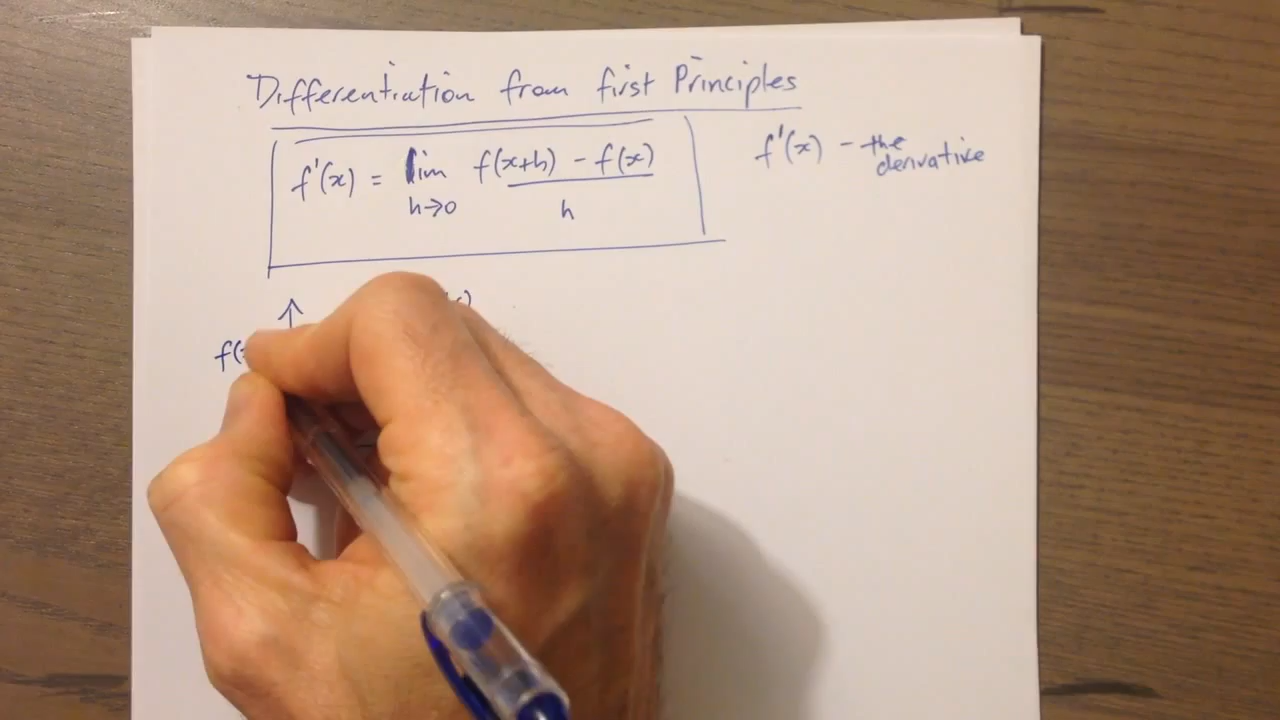 Differentiation from first Principles
f'(x) = lim f(x+h) - f(x)
h→0 h
f'(x) - the
derivative